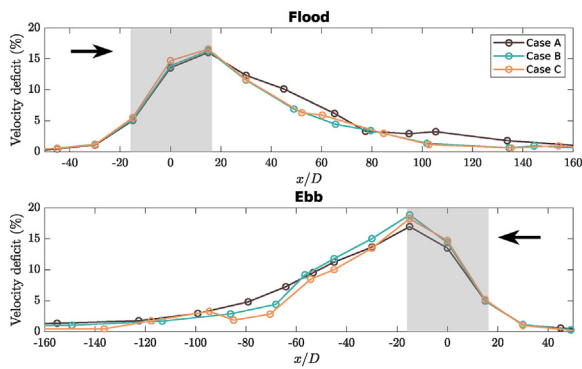 Flood
Velocity deficit (%)
20
15
10
5
0
Case A
Case B
Case C
-40 -20 0 20 40 60 80 100 120 140 160
x/D
Ebb
Velocity deficit (%)
20
15
10
5
0
-160 -140 -120 -100 -80 -60 -40 -20 0 20 40
x/D